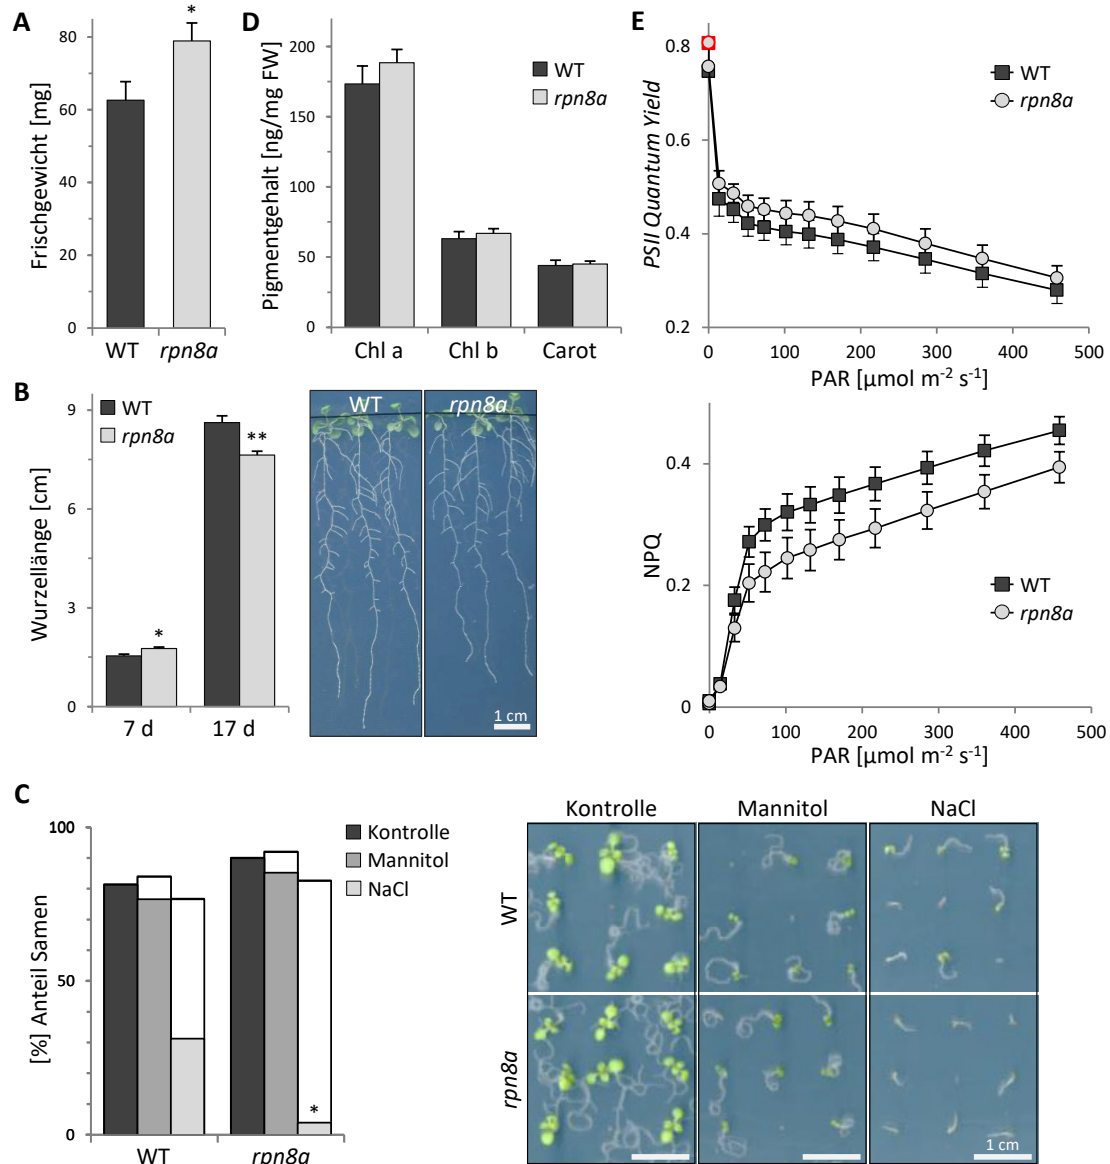 A
Frischgewicht [mg]
80
60
40
20
0
*
WT rpn8a
D
Pigmentgehalt [ng/mg FW]
200
150
100
50
0
WT
rpn8a
Chl a Chl b Carot
E
PSII Quantum Yield
0.8
0.6
0.4
0.2
WT
rpn8a
0 100 200 300 400 500
PAR [µmol m⁻² s⁻¹]
B
Wurzellänge [cm]
9
6
3
0
WT
rpn8a
*
**
7 d 17 d
WT rpn8a
1 cm
NPQ
0.4
0.2
0
WT
rpn8a
0 100 200 300 400 500
PAR [µmol m⁻² s⁻¹]
C
[%] Anteil Samen
100
50
0
Kontrolle
Mannitol
NaCl
*
WT rpn8a
Kontrolle Mannitol NaCl
WT
rpn8a
1 cm